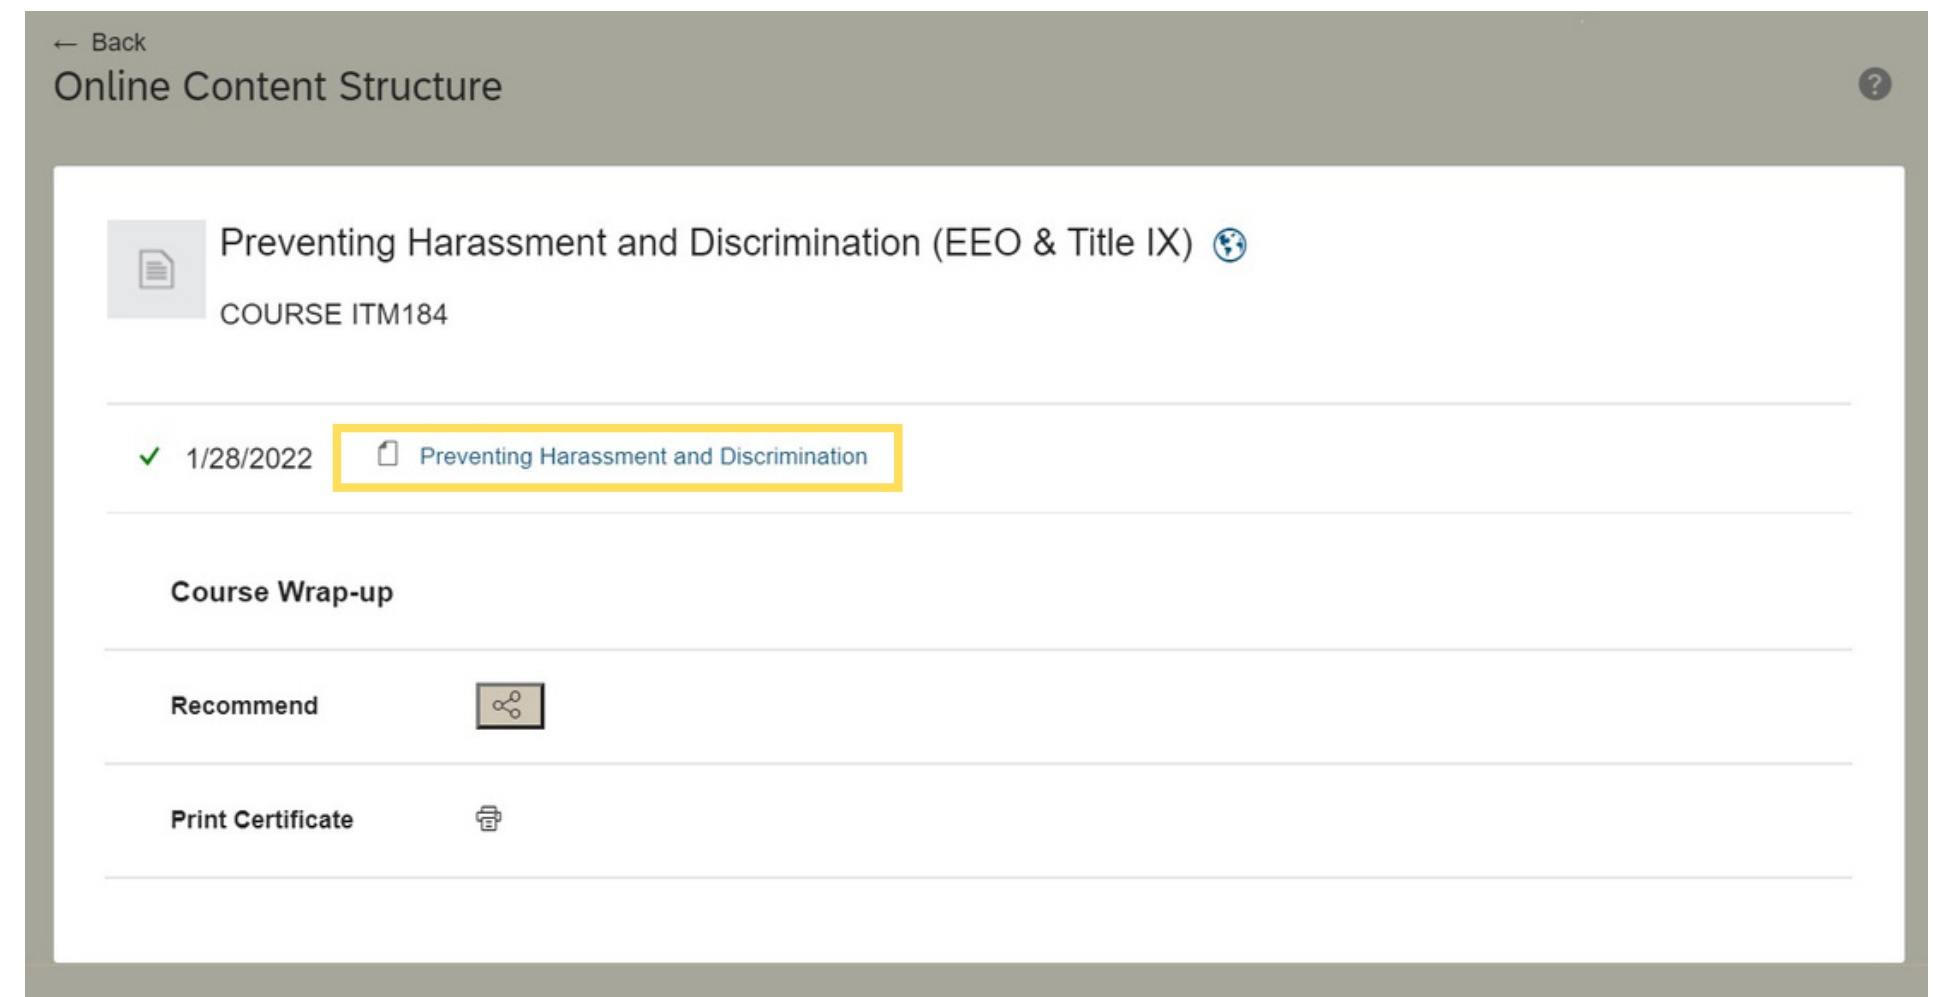 ← Back
Online Content Structure
?
Preventing Harassment and Discrimination (EEO & Title IX)
COURSE ITM184
1/28/2022 Preventing Harassment and Discrimination
Course Wrap-up
Recommend
Print Certificate